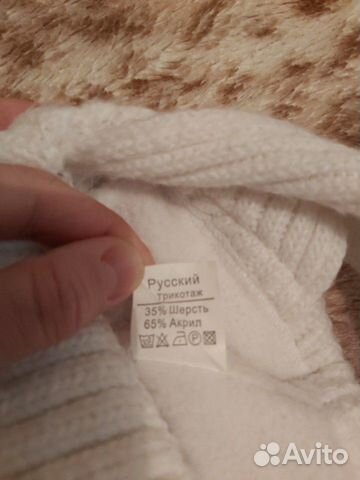 Русский
трикотаж
35% Шерсть
65% Акрил
Avito